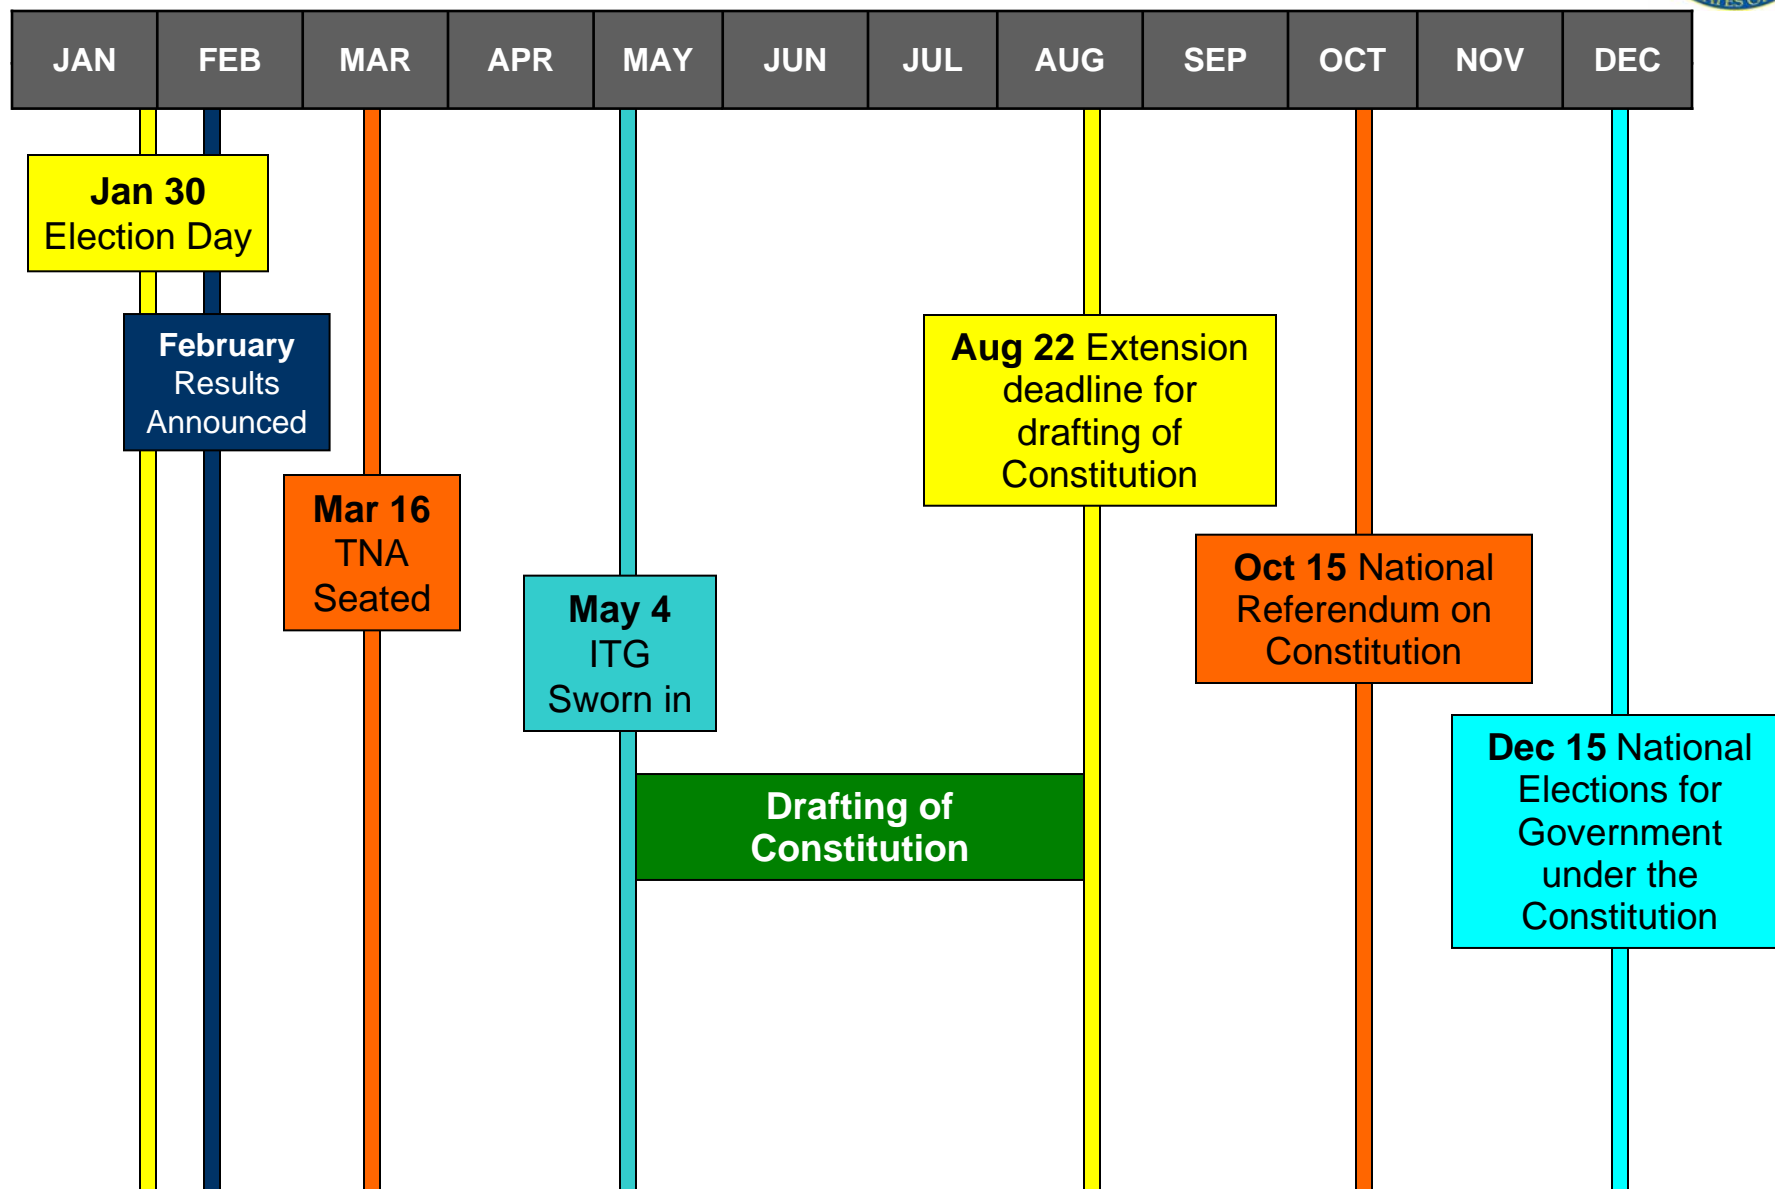 JAN FEB MAR APR MAY JUN JUL AUG SEP OCT NOV DEC
Jan 30
Election Day
February
Results
Announced
Mar 16
TNA
Seated
May 4
ITG
Sworn in
Drafting of
Constitution
Aug 22 Extension
deadline for
drafting of
Constitution
Oct 15 National
Referendum on
Constitution
Dec 15 National
Elections for
Government
under the
Constitution